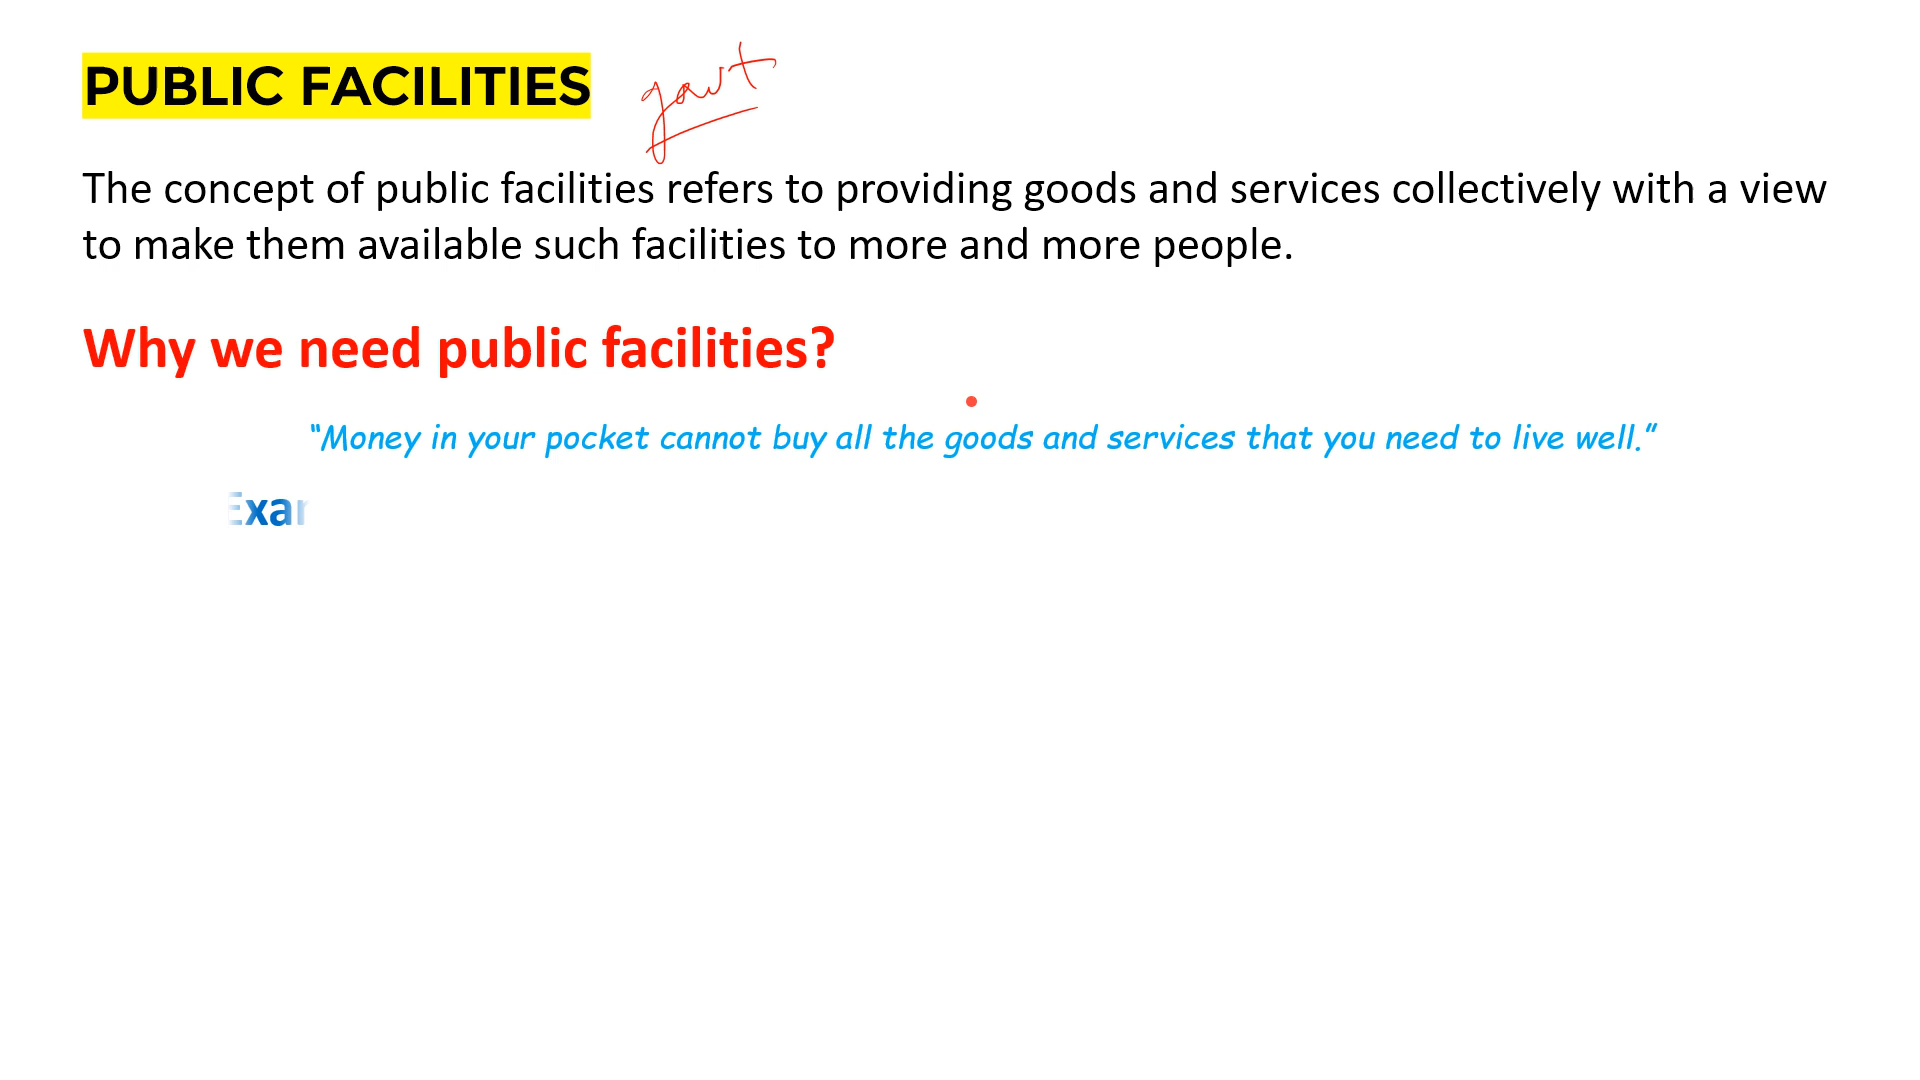 PUBLIC FACILITIES govt
The concept of public facilities refers to providing goods and services collectively with a view
to make them available such facilities to more and more people.
Why we need public facilities?
“Money in your pocket cannot buy all the goods and services that you need to live well.”